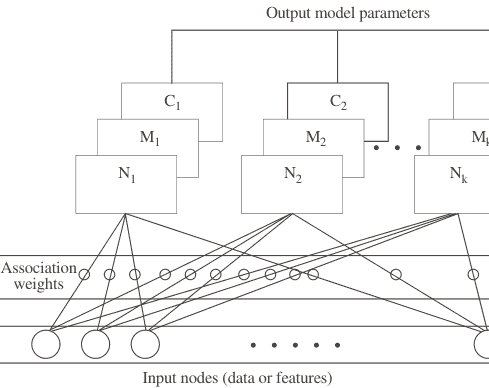 Output model parameters
C1
C2
M1
M2
N1
N2
Nk
Association
weights
Input nodes (data or features)